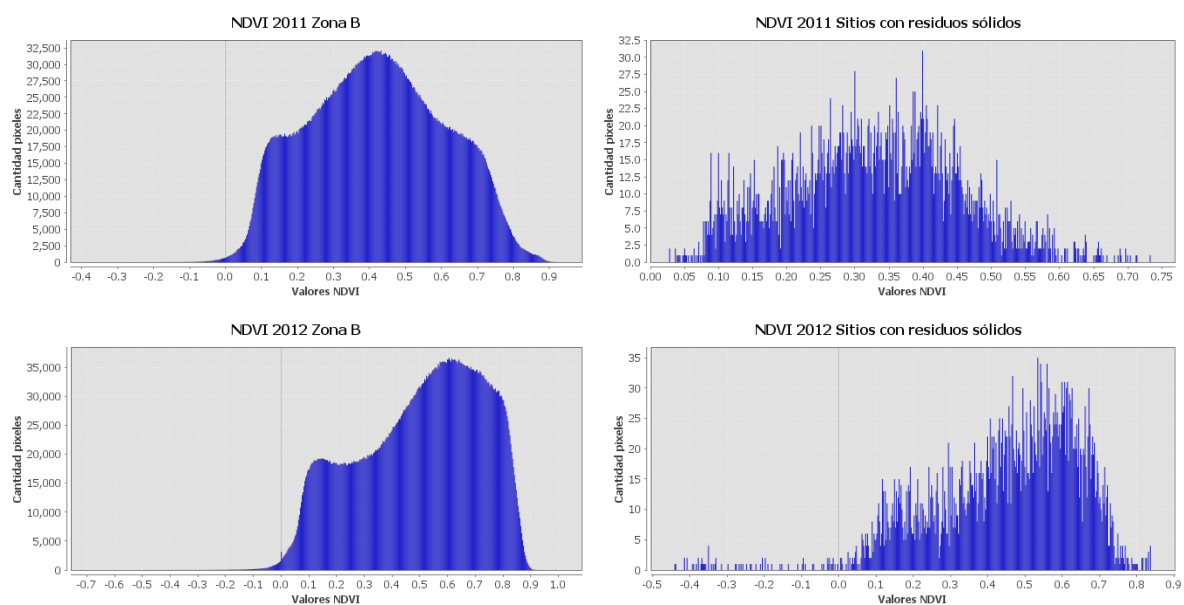 NDVI 2011 Zona B
32,500
30,000
27,500
25,000
22,500
20,000
17,500
15,000
12,500
10,000
7,500
5,000
2,500
0
Cantidad pixeles
-0.4 -0.3 -0.2 -0.1 0.0 0.1 0.2 0.3 0.4 0.5 0.6 0.7 0.8 0.9
Valores NDVI
NDVI 2011 Sitios con residuos sólidos
32.5
30.0
27.5
25.0
22.5
20.0
17.5
15.0
12.5
10.0
7.5
5.0
2.5
0.0
Cantidad pixeles
0.00 0.05 0.10 0.15 0.20 0.25 0.30 0.35 0.40 0.45 0.50 0.55 0.60 0.65 0.70 0.75
Valores NDVI
NDVI 2012 Zona B
35,000
30,000
25,000
20,000
15,000
10,000
5,000
0
Cantidad pixeles
-0.7 -0.6 -0.5 -0.4 -0.3 -0.2 -0.1 0.0 0.1 0.2 0.3 0.4 0.5 0.6 0.7 0.8 0.9 1.0
Valores NDVI
NDVI 2012 Sitios con residuos sólidos
35
30
25
20
15
10
5
0
Cantidad pixeles
-0.5 -0.4 -0.3 -0.2 -0.1 0.0 0.1 0.2 0.3 0.4 0.5 0.6 0.7 0.8 0.9
Valores NDVI